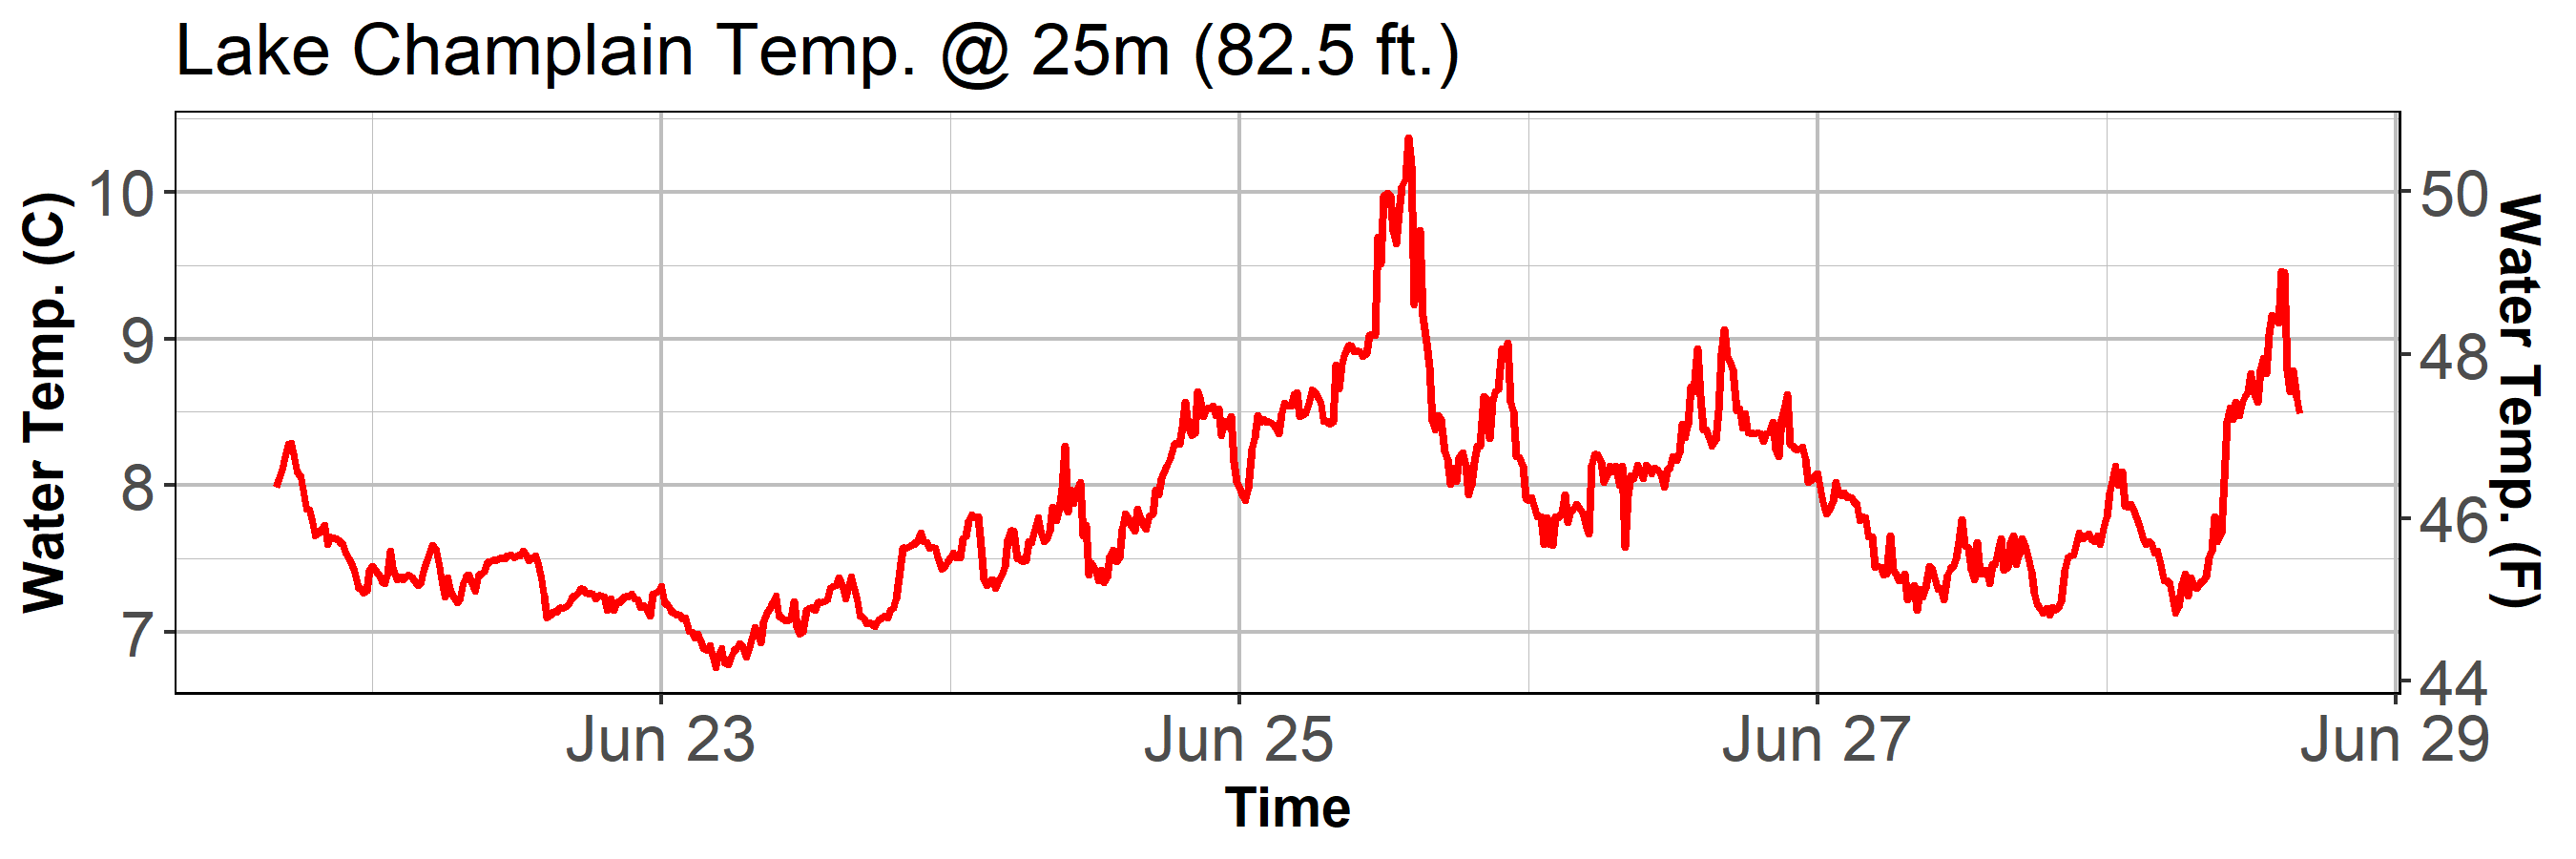 Lake Champlain Temp. @ 25m (82.5 ft.)
Water Temp. (C)
10
9
8
7
50
48
46
44
Water Temp. (F)
Jun 23
Jun 25
Jun 27
Jun 29
Time